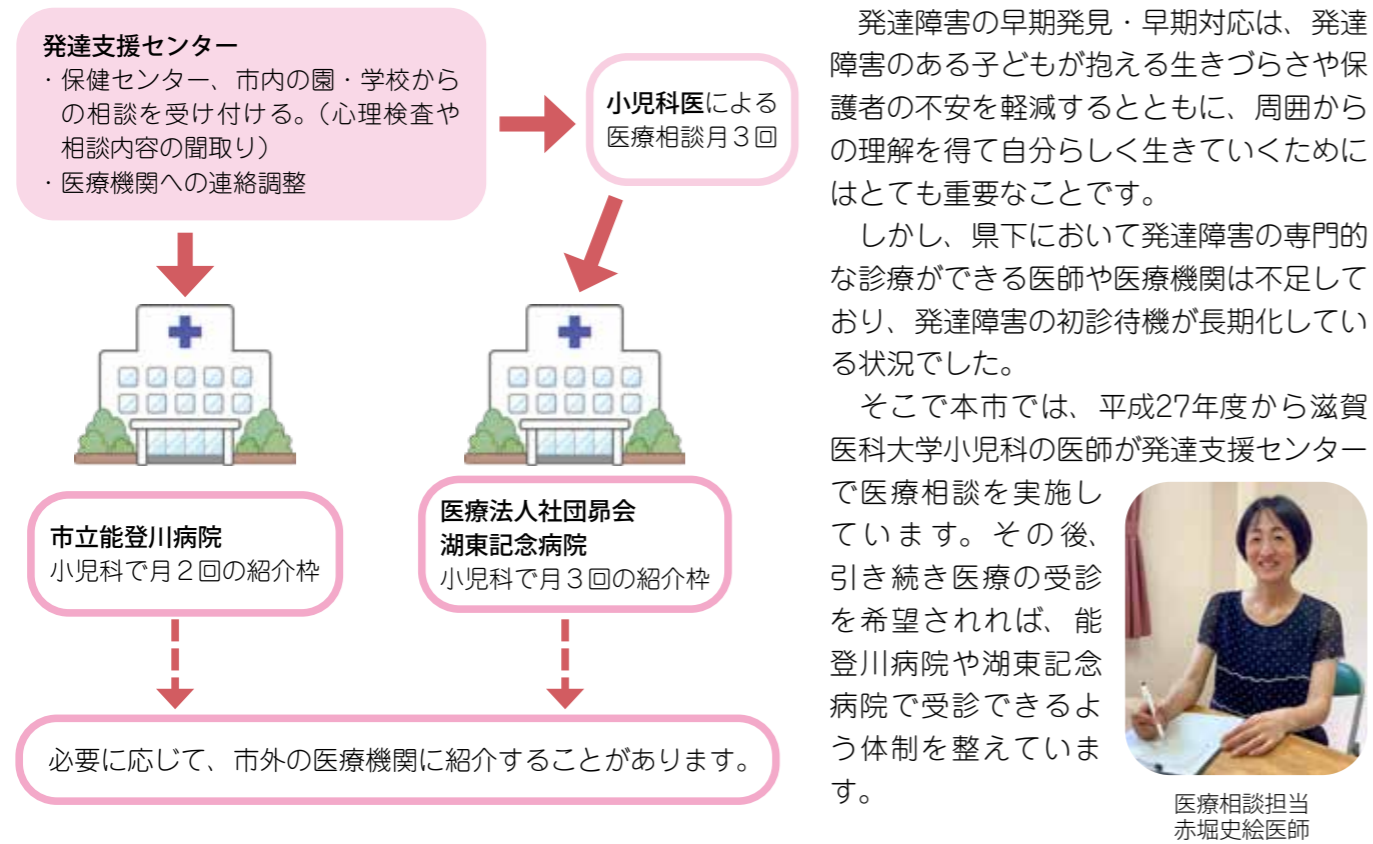 発達支援センター
・保健センター、市内の園・学校から
の相談を受け付ける。（心理検査や
相談内容の聞取り）
・医療機関への連絡調整
小児科医による
医療相談月３回
市立能登川病院
小児科で月２回の紹介枠
医療法人社団昴会
湖東記念病院
小児科で月３回の紹介枠
必要に応じて、市外の医療機関に紹介することがあります。
　発達障害の早期発見・早期対応は、発達
障害のある子どもが抱える生きづらさや保
護者の不安を軽減するとともに、周囲から
の理解を得て自分らしく生きていくために
はとても重要なことです。
　しかし、県下において発達障害の専門的
な診療ができる医師や医療機関は不足して
おり、発達障害の初診待機が長期化してい
る状況でした。
　そこで本市では、平成27年度から滋賀
医科大学小児科の医師が発達支援センター
で医療相談を実施し
ています。その後、
引き続き医療の受診
を希望されれば、能
登川病院や湖東記念
病院で受診できるよ
う体制を整えていま
す。
医療相談担当
赤堀史絵医師